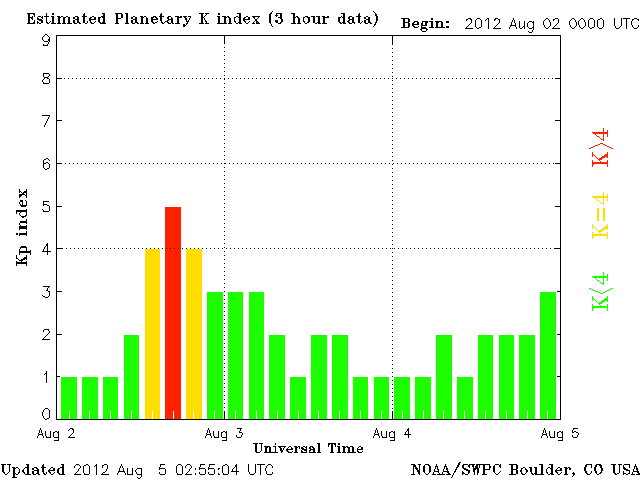 Estimated Planetary K index (3 hour data) Begin: 2012 Aug 02 0000 UTC
9
8
7
6
5
4
3
2
1
0
Kp index
K>4
K=4
K<4
Aug 2 Aug 3 Aug 4 Aug 5
Universal Time
Updated 2012 Aug 5 02:55:04 UTC NOAA/SWPC Boulder, CO USA